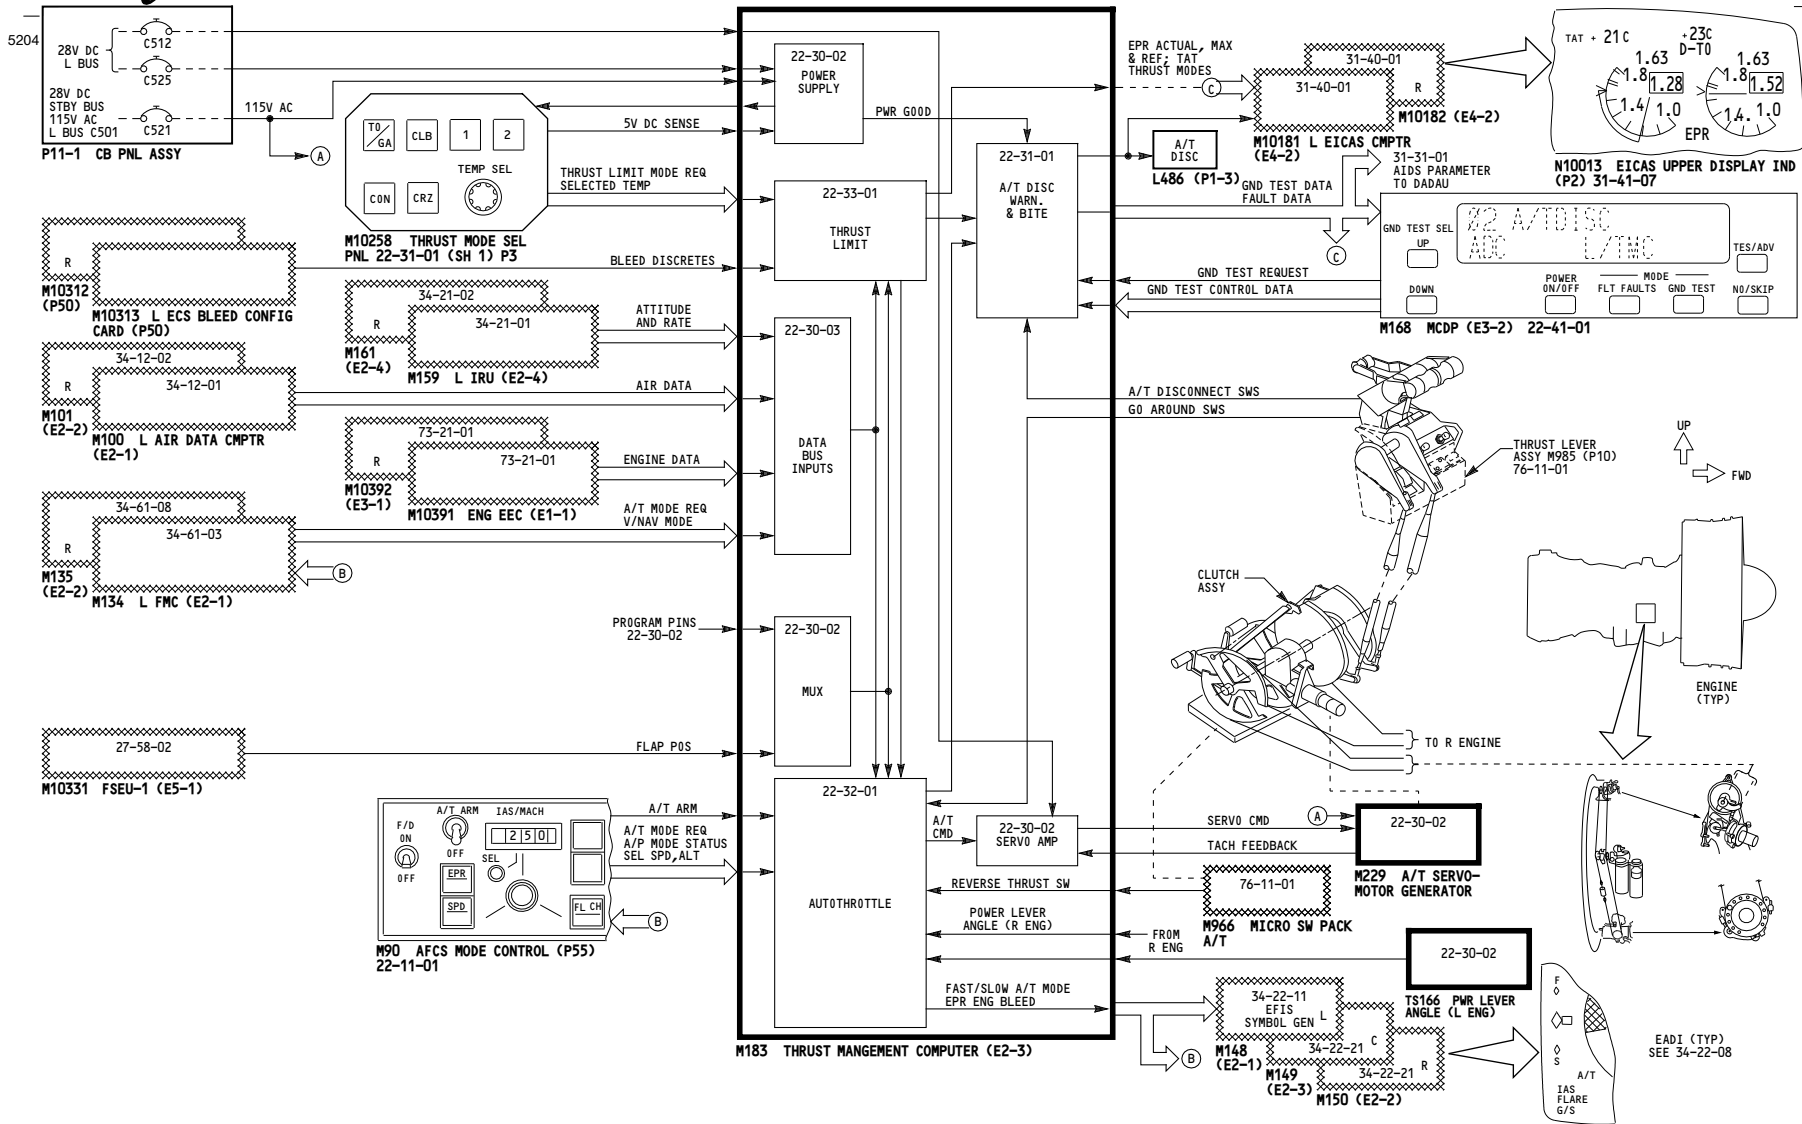 5204
28V DC
L BUS
C512
C525
28V DC
STBY BUS
115V AC
L BUS C501
C521
P11-1 CB PNL ASSY
115V AC
A
TO/
GA
CLB
1
2
TEMP SEL
CON
CRZ
M10258 THRUST MODE SEL
PNL 22-31-01 (SH 1) P3
5V DC SENSE
THRUST LIMIT MODE REQ
SELECTED TEMP
R
M10312
(P50)
M10313 L ECS BLEED CONFIG
CARD (P50)
BLEED DISCRETES
34-21-02
R
34-21-01
M161
(E2-4)
M159 L IRU (E2-4)
ATTITUDE
AND RATE
34-12-02
R
34-12-01
M101
(E2-2)
M100 L AIR DATA CMPTR
(E2-1)
AIR DATA
73-21-01
R
73-21-01
M10392
(E3-1)
M10391 ENG EEC (E1-1)
ENGINE DATA
34-61-08
R
34-61-03
M135
(E2-2)
M134 L FMC (E2-1)
B
A/T MODE REQ
V/NAV MODE
PROGRAM PINS
22-30-02
27-58-02
M10331 FSEU-1 (E5-1)
FLAP POS
F/D
ON
OFF
A/T ARM
OFF
IAS/MACH
250
SEL
EPR
SPD
FL CH
B
M90 AFCS MODE CONTROL (P55)
22-11-01
A/T ARM
A/T MODE REQ
A/P MODE STATUS
SEL SPD,ALT
22-30-02
POWER
SUPPLY
PWR GOOD
22-33-01
THRUST
LIMIT
22-30-03
DATA
BUS
INPUTS
22-30-02
MUX
22-32-01
AUTOTHROTTLE
22-31-01
A/T DISC
WARN.
& BITE
A/T
CMD
22-30-02
SERVO AMP
REVERSE THRUST SW
POWER LEVER
ANGLE (R ENG)
FAST/SLOW A/T MODE
EPR ENG BLEED
M183 THRUST MANGEMENT COMPUTER (E2-3)
EPR ACTUAL, MAX
& REF; TAT
THRUST MODES
C
31-40-01
R
31-40-01
M10182 (E4-2)
M10181 L EICAS CMPTR
(E4-2)
A/T
DISC
L486 (P1-3)
TAT + 21C
+23C
D-TO
1.63
1.8
1.28
1.4
1.0
1.63
1.8
1.52
1.4
1.0
EPR
N10013 EICAS UPPER DISPLAY IND
(P2) 31-41-07
31-31-01
AIDS PARAMETER
TO DADAU
GND TEST DATA
FAULT DATA
C
GND TEST REQUEST
GND TEST CONTROL DATA
GND TEST SEL
UP
DOWN
02 A/TDISC
ADC L/TMC
POWER
ON/OFF
MODE
FLT FAULTS
GND TEST
TES/ADV
NO/SKIP
M168 MCDP (E3-2) 22-41-01
A/T DISCONNECT SWS
GO AROUND SWS
THRUST LEVER
ASSY M985 (P10)
76-11-01
UP
FWD
CLUTCH
ASSY
ENGINE
(TYP)
TO R ENGINE
SERVO CMD
TACH FEEDBACK
A
22-30-02
M229 A/T SERVO-
MOTOR GENERATOR
76-11-01
M966 MICRO SW PACK
A/T
FROM
R ENG
22-30-02
TS166 PWR LEVER
ANGLE (L ENG)
B
34-22-11
EFIS
SYMBOL GEN L
M148
(E2-1)
34-22-21 C
M149
(E2-3)
34-22-21 R
M150 (E2-2)
F
S
A/T
IAS
FLARE
G/S
EADI (TYP)
SEE 34-22-08